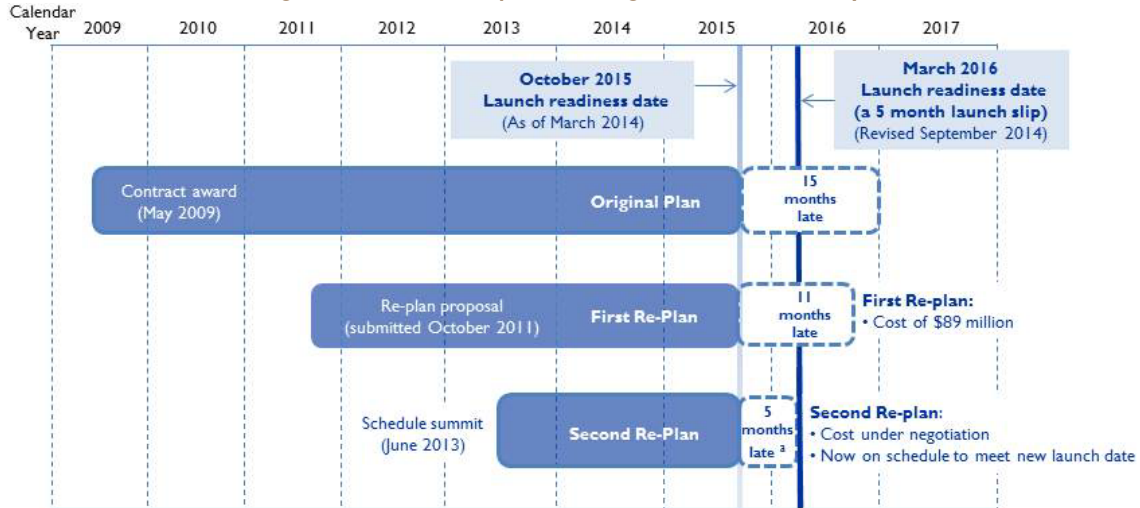 Calendar
Year 2009 2010 2011 2012 2013 2014 2015 2016 2017
October 2015
Launch readiness date
(As of March 2014)
March 2016
Launch readiness date
(a 5 month launch slip)
(Revised September 2014)
Contract award
(May 2009)
Original Plan
15
months
late
Re-plan proposal
(submitted October 2011)
First Re-Plan
11
months
late
First Re-plan:
• Cost of $89 million
Schedule summit
(June 2013)
Second Re-Plan
5
months
late a
Second Re-plan:
• Cost under negotiation
• Now on schedule to meet new launch date